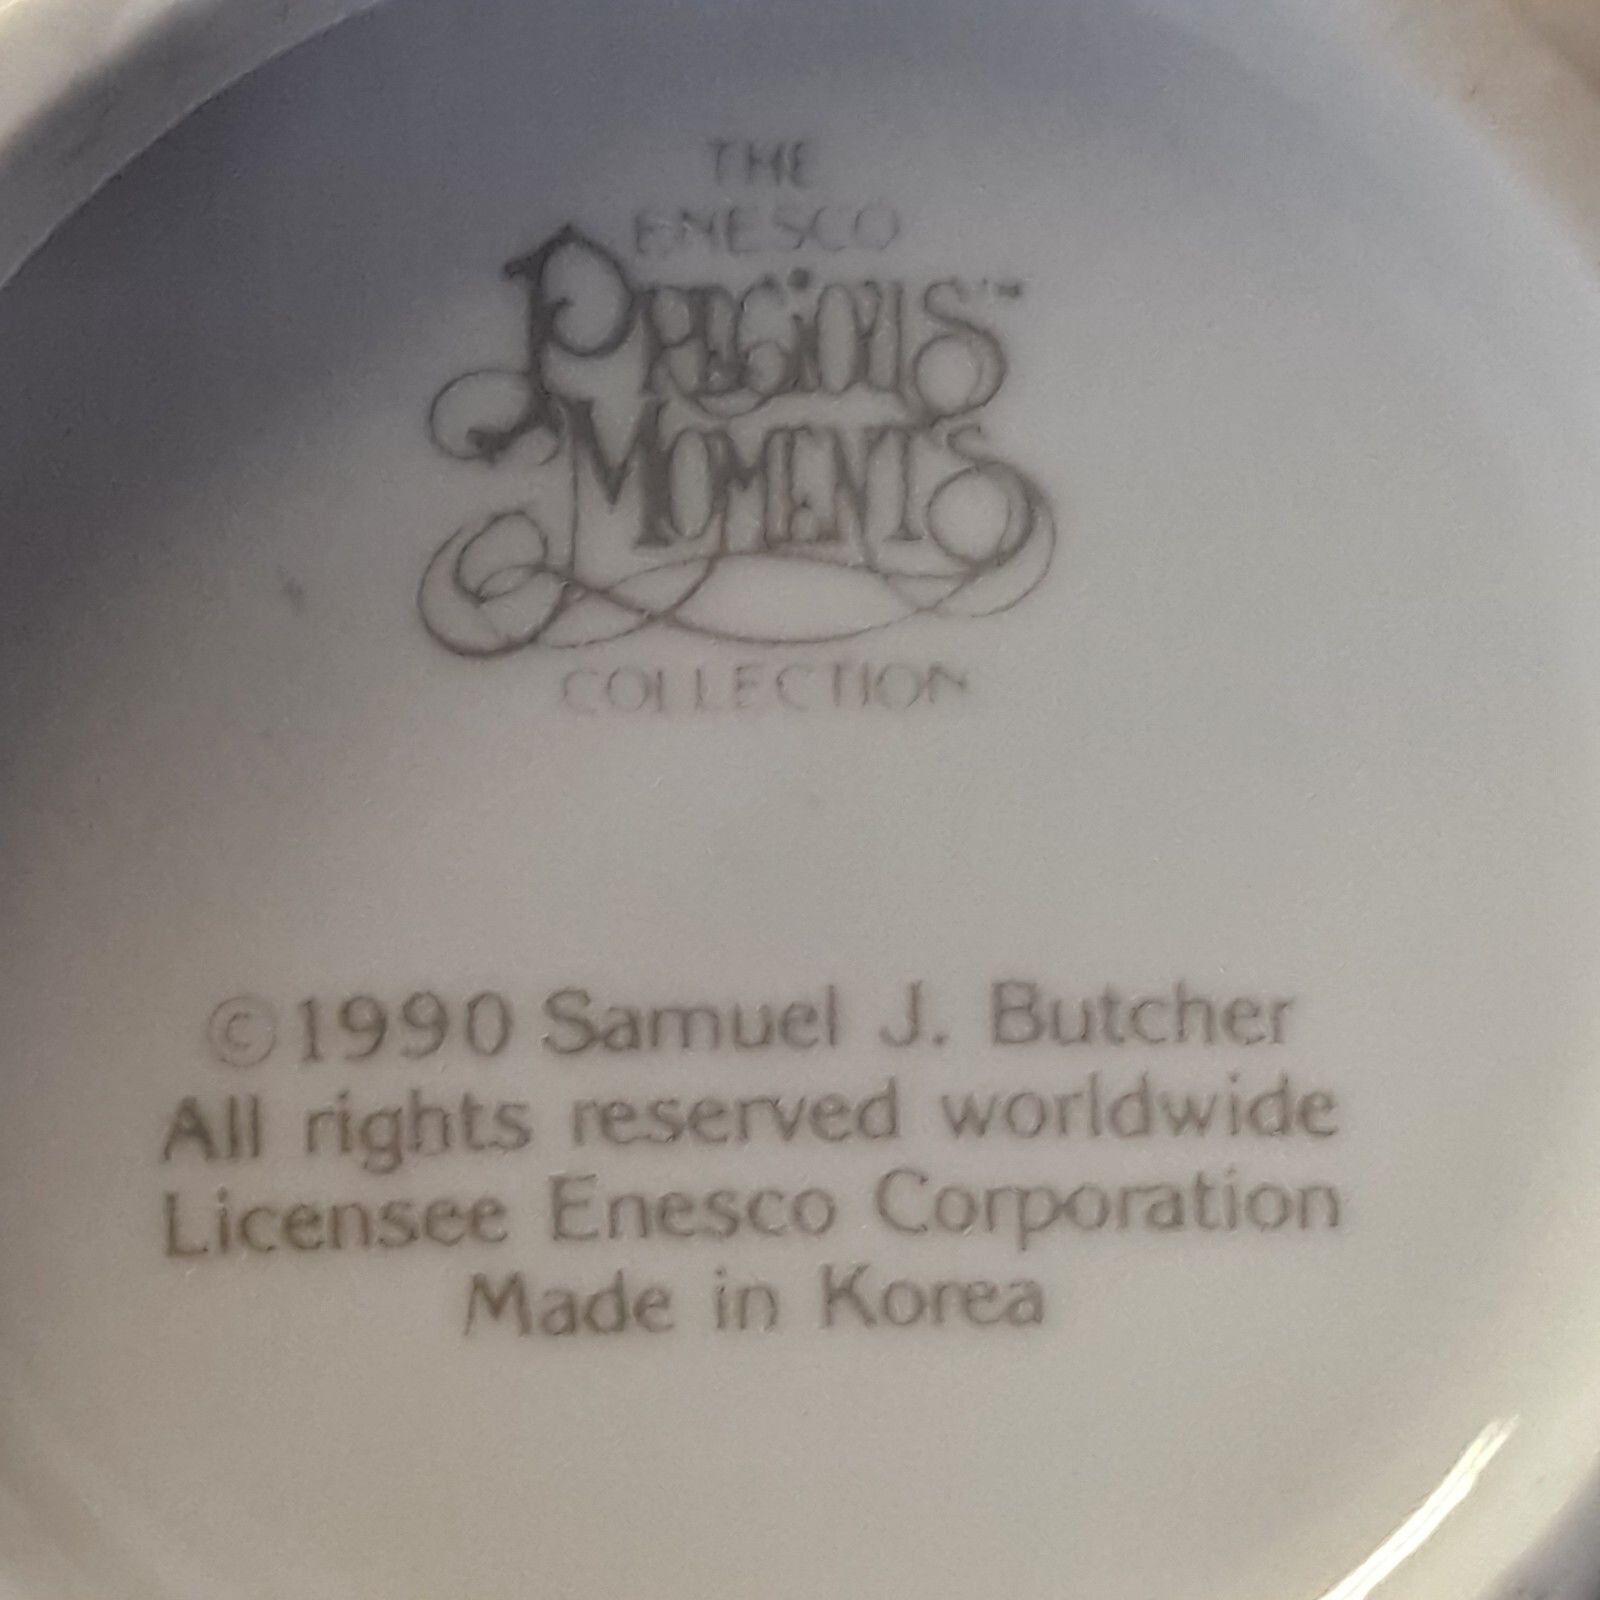 THE
ENESCO
PRECIOUS™
MOMENTS
COLLECTION
©1990 Samuel J. Butcher
All rights reserved worldwide
Licensee Enesco Corporation
Made in Korea